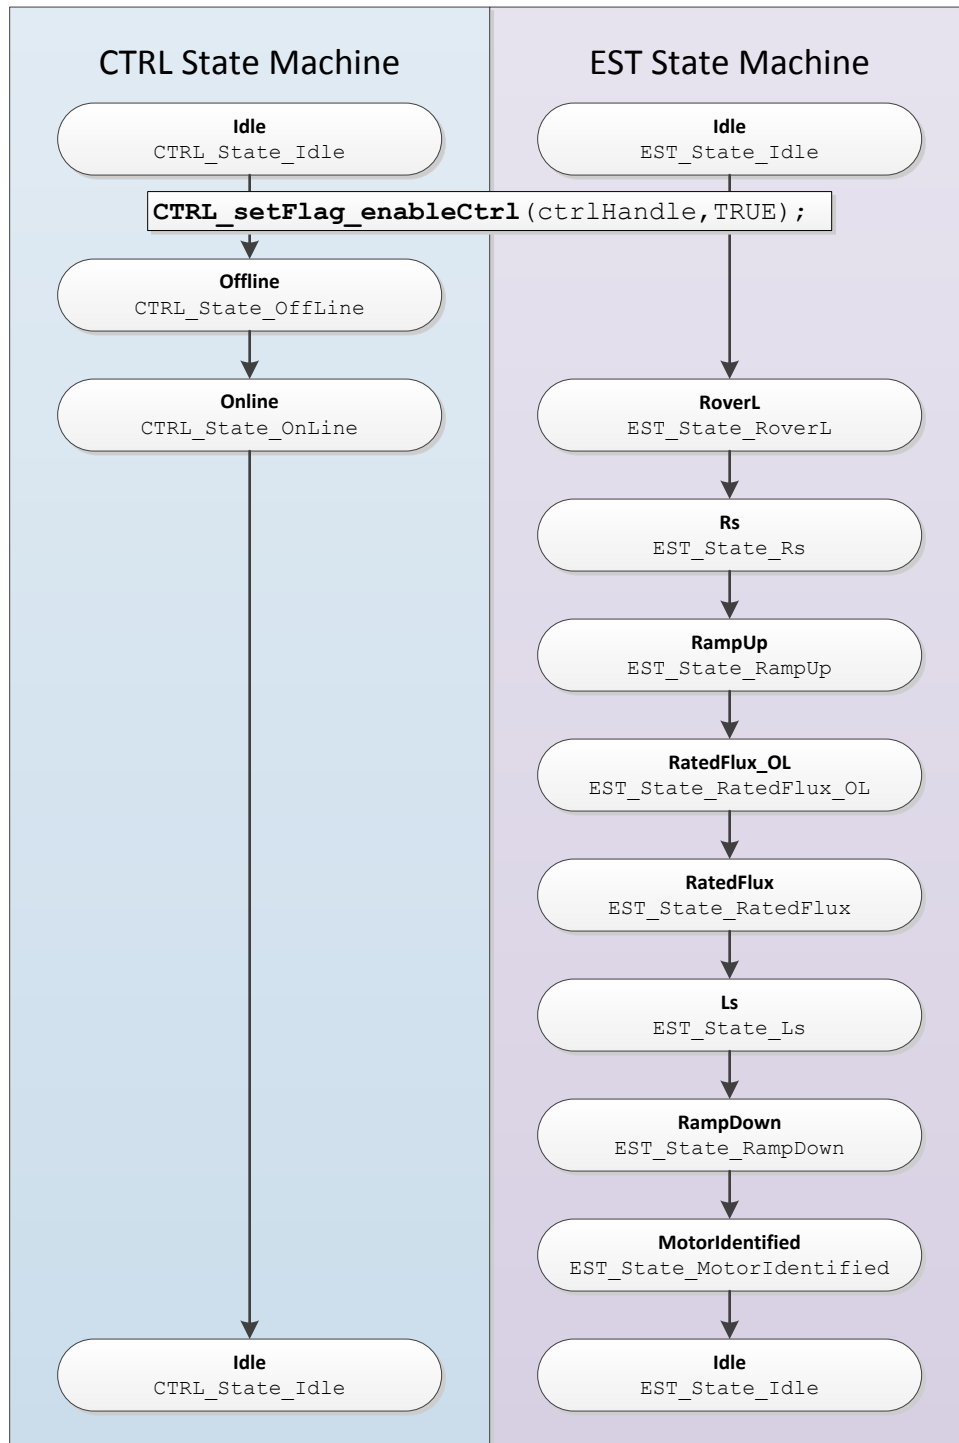 CTRL State Machine
Idle
CTRL_State_Idle
CTRL_setFlag_enableCtrl(ctrlHandle,TRUE);
Offline
CTRL_State_OffLine
Online
CTRL_State_OnLine
Idle
CTRL_State_Idle
EST State Machine
Idle
EST_State_Idle
RoverL
EST_State_RoverL
Rs
EST_State_Rs
RampUp
EST_State_RampUp
RatedFlux_OL
EST_State_RatedFlux_OL
RatedFlux
EST_State_RatedFlux
Ls
EST_State_Ls
RampDown
EST_State_RampDown
MotorIdentified
EST_State_MotorIdentified
Idle
EST_State_Idle